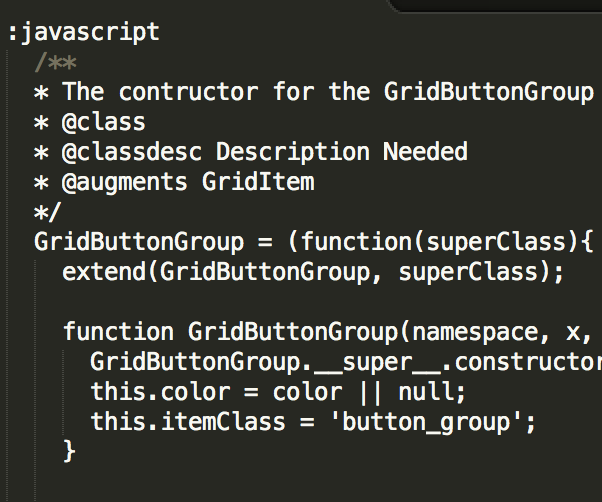 :javascript
/**
* The contructor for the GridButtonGroup
* @class
* @classdesc Description Needed
* @augments GridItem
*/
GridButtonGroup = (function(superClass){
extend(GridButtonGroup, superClass);
function GridButtonGroup(namespace, x,
GridButtonGroup.__super__.constructor
this.color = color || null;
this.itemClass = 'button_group';
}